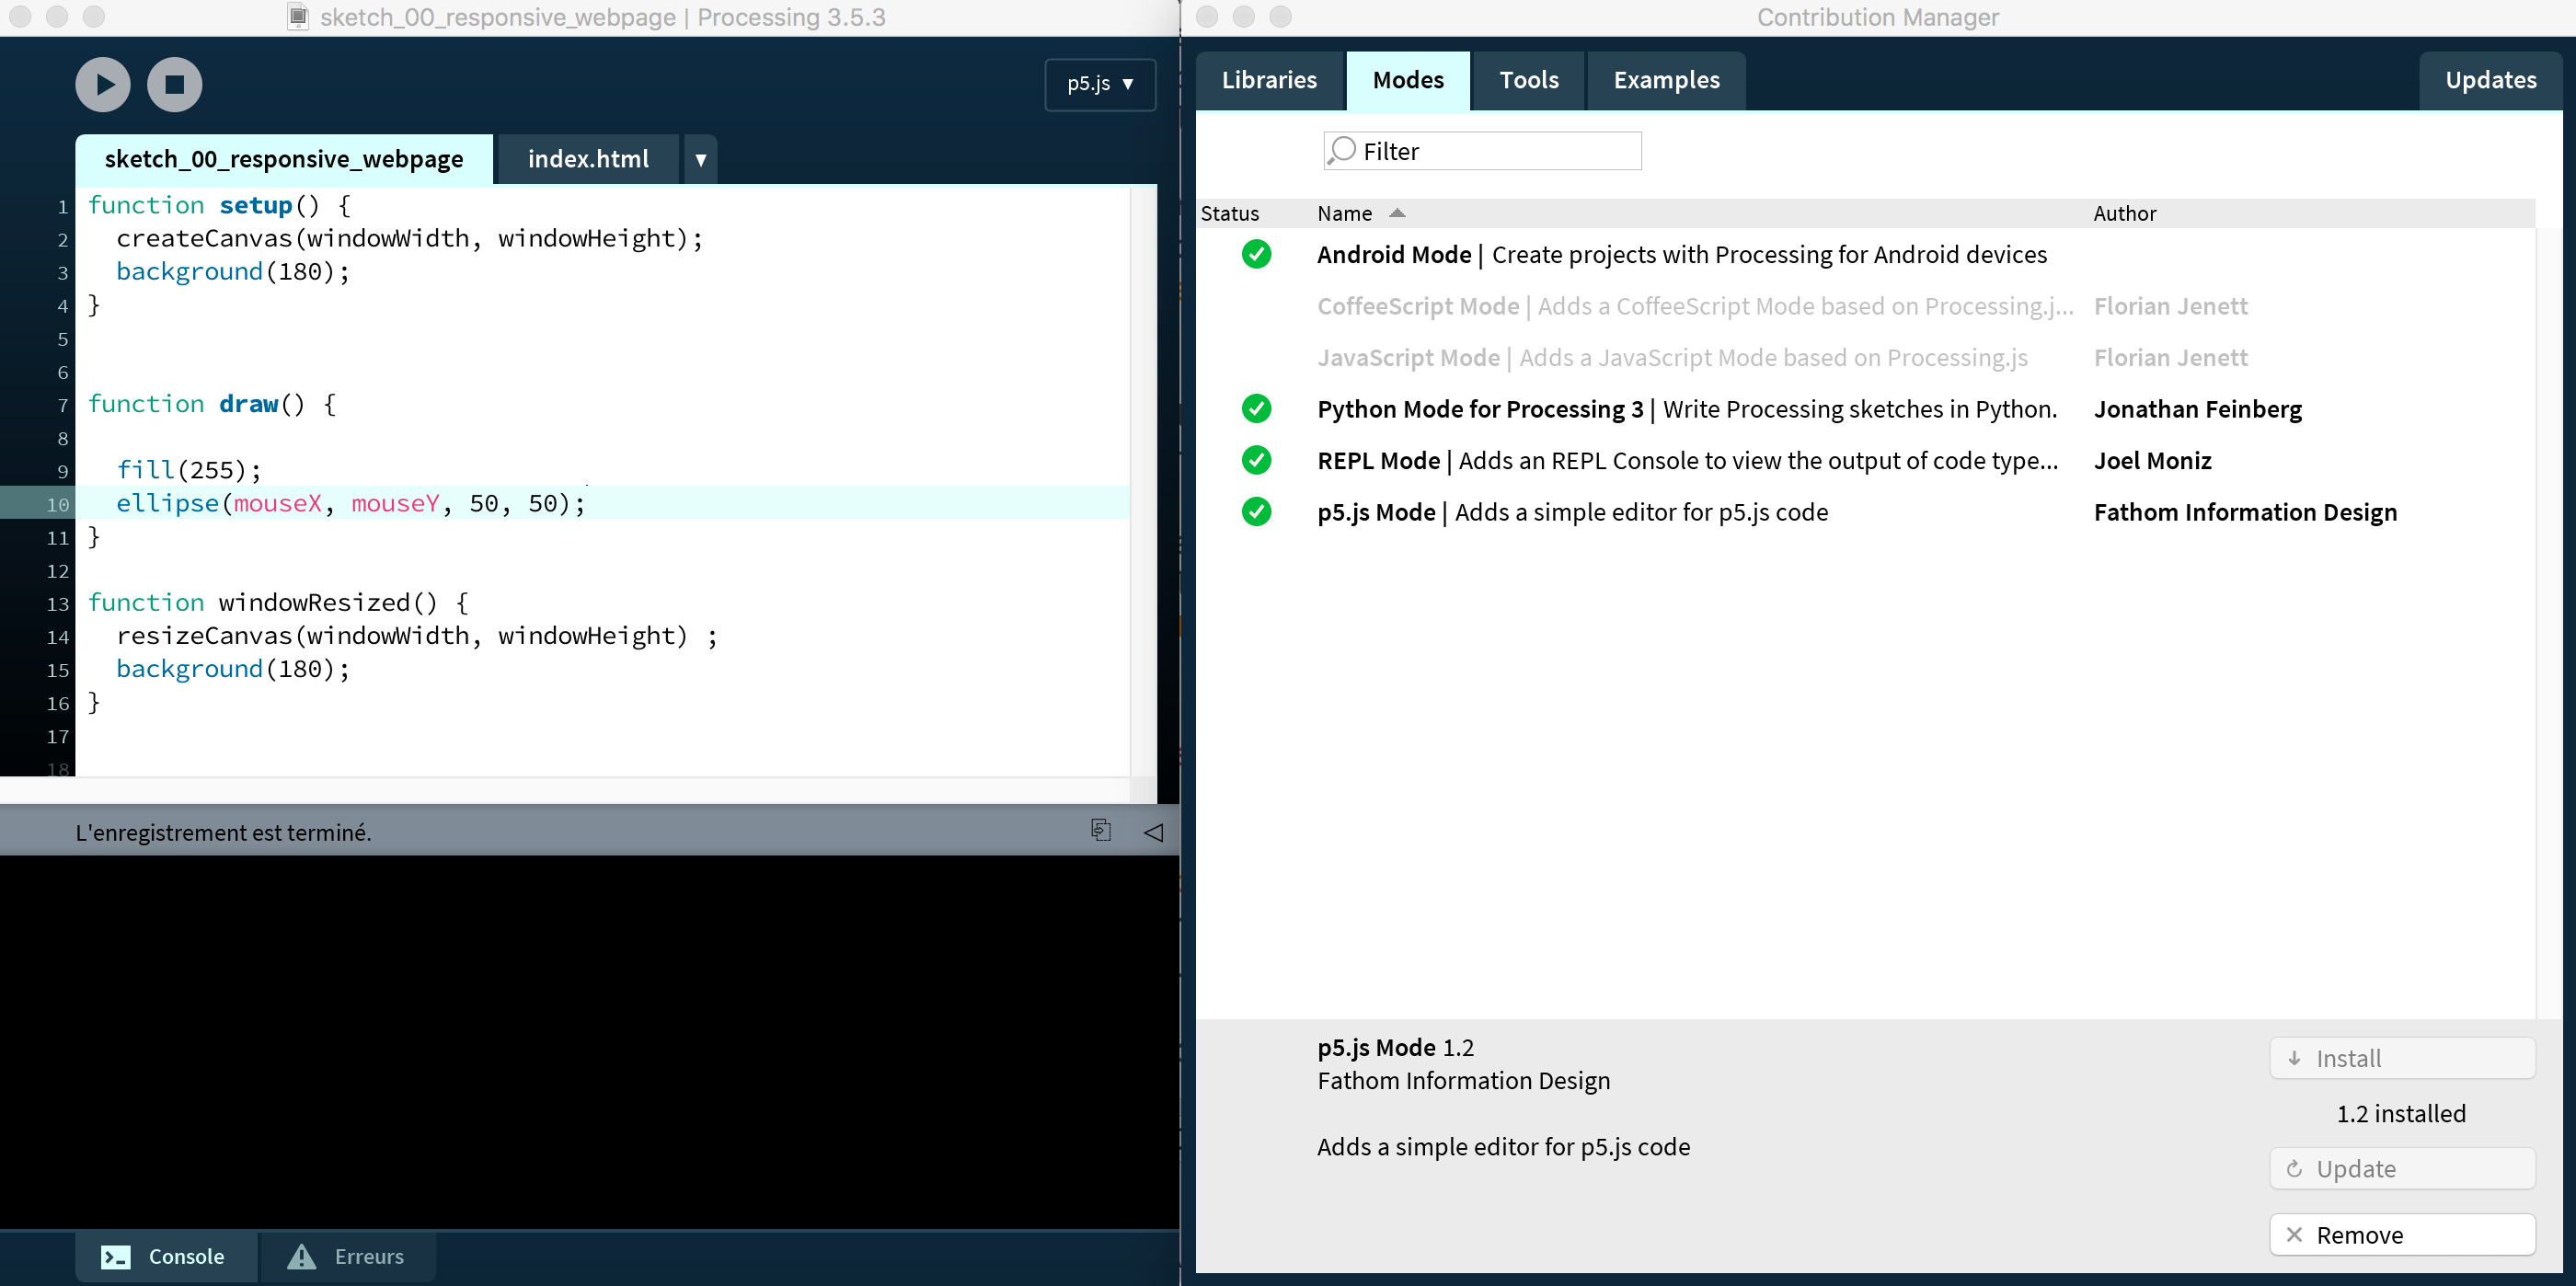 sketch_00_responsive_webpage | Processing 3.5.3
p5.js ▼
sketch_00_responsive_webpage index.html ▼
1 function setup() {
2 createCanvas(windowWidth, windowHeight);
3 background(180);
4 }
5
6
7 function draw() {
8
9 fill(255);
10 ellipse(mouseX, mouseY, 50, 50);
11 }
12
13 function windowResized() {
14 resizeCanvas(windowWidth, windowHeight) ;
15 background(180);
16 }
17
18
L'enregistrement est terminé.
Console Erreurs
Contribution Manager
Libraries Modes Tools Examples Updates
Filter
Status Name Author
Android Mode | Create projects with Processing for Android devices
CoffeeScript Mode | Adds a CoffeeScript Mode based on Processing.j... Florian Jenett
JavaScript Mode | Adds a JavaScript Mode based on Processing.js Florian Jenett
Python Mode for Processing 3 | Write Processing sketches in Python. Jonathan Feinberg
REPL Mode | Adds an REPL Console to view the output of code type... Joel Moniz
p5.js Mode | Adds a simple editor for p5.js code Fathom Information Design
p5.js Mode 1.2
Fathom Information Design
Adds a simple editor for p5.js code
Install
1.2 installed
Update
Remove